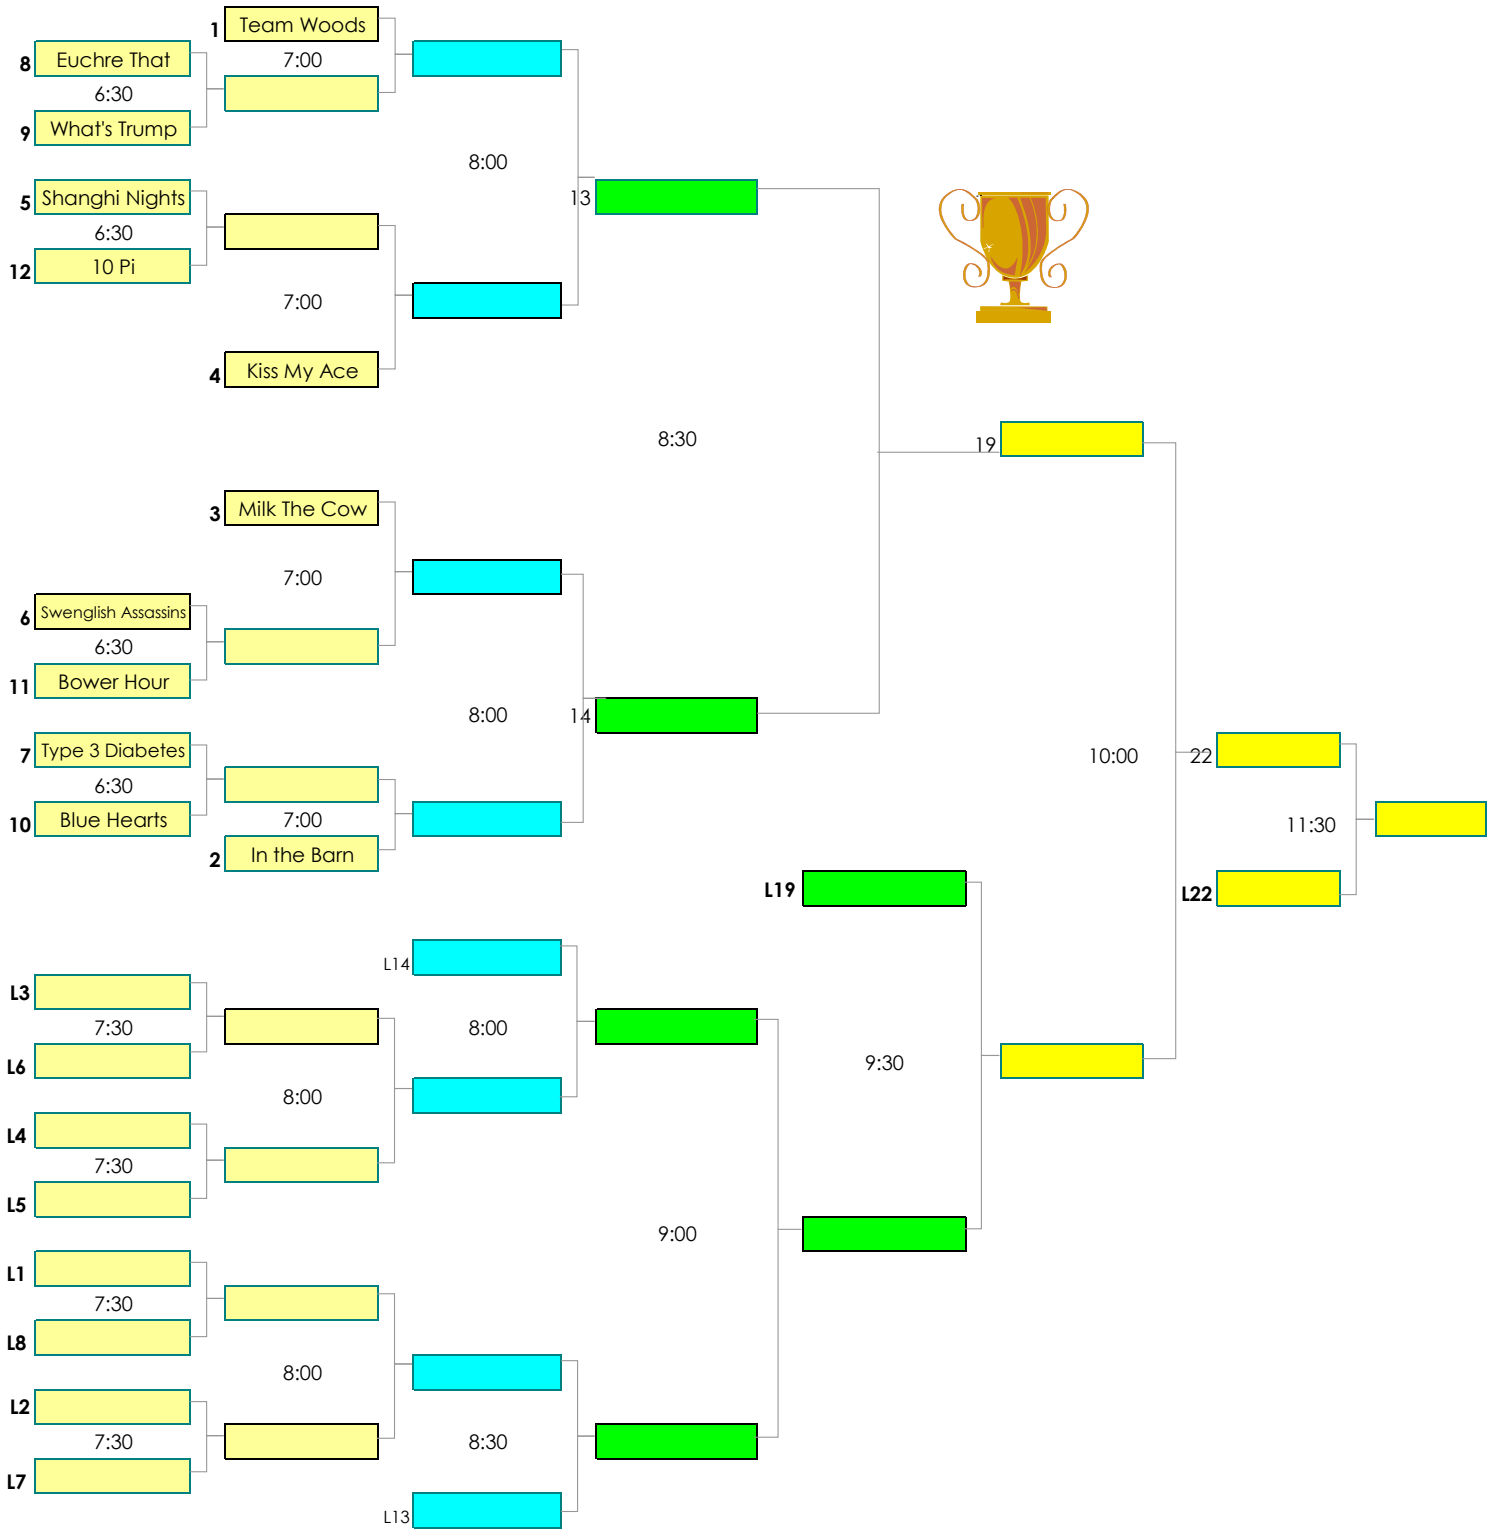 1 Team Woods
8 Euchre That
7:00
6:30
9 What's Trump
8:00
5 Shanghi Nights
13
6:30
12 10 Pi
7:00
4 Kiss My Ace
8:30
19
3 Milk The Cow
7:00
6 Swenglish Assassins
6:30
11 Bower Hour
8:00
14
7 Type 3 Diabetes
10:00
22
6:30
10 Blue Hearts
7:00
11:30
2 In the Barn
L19
L22
L14
L3
7:30
8:00
9:30
L6
8:00
L4
7:30
L5
9:00
L1
7:30
L8
8:00
L2
7:30
8:30
L7
L13